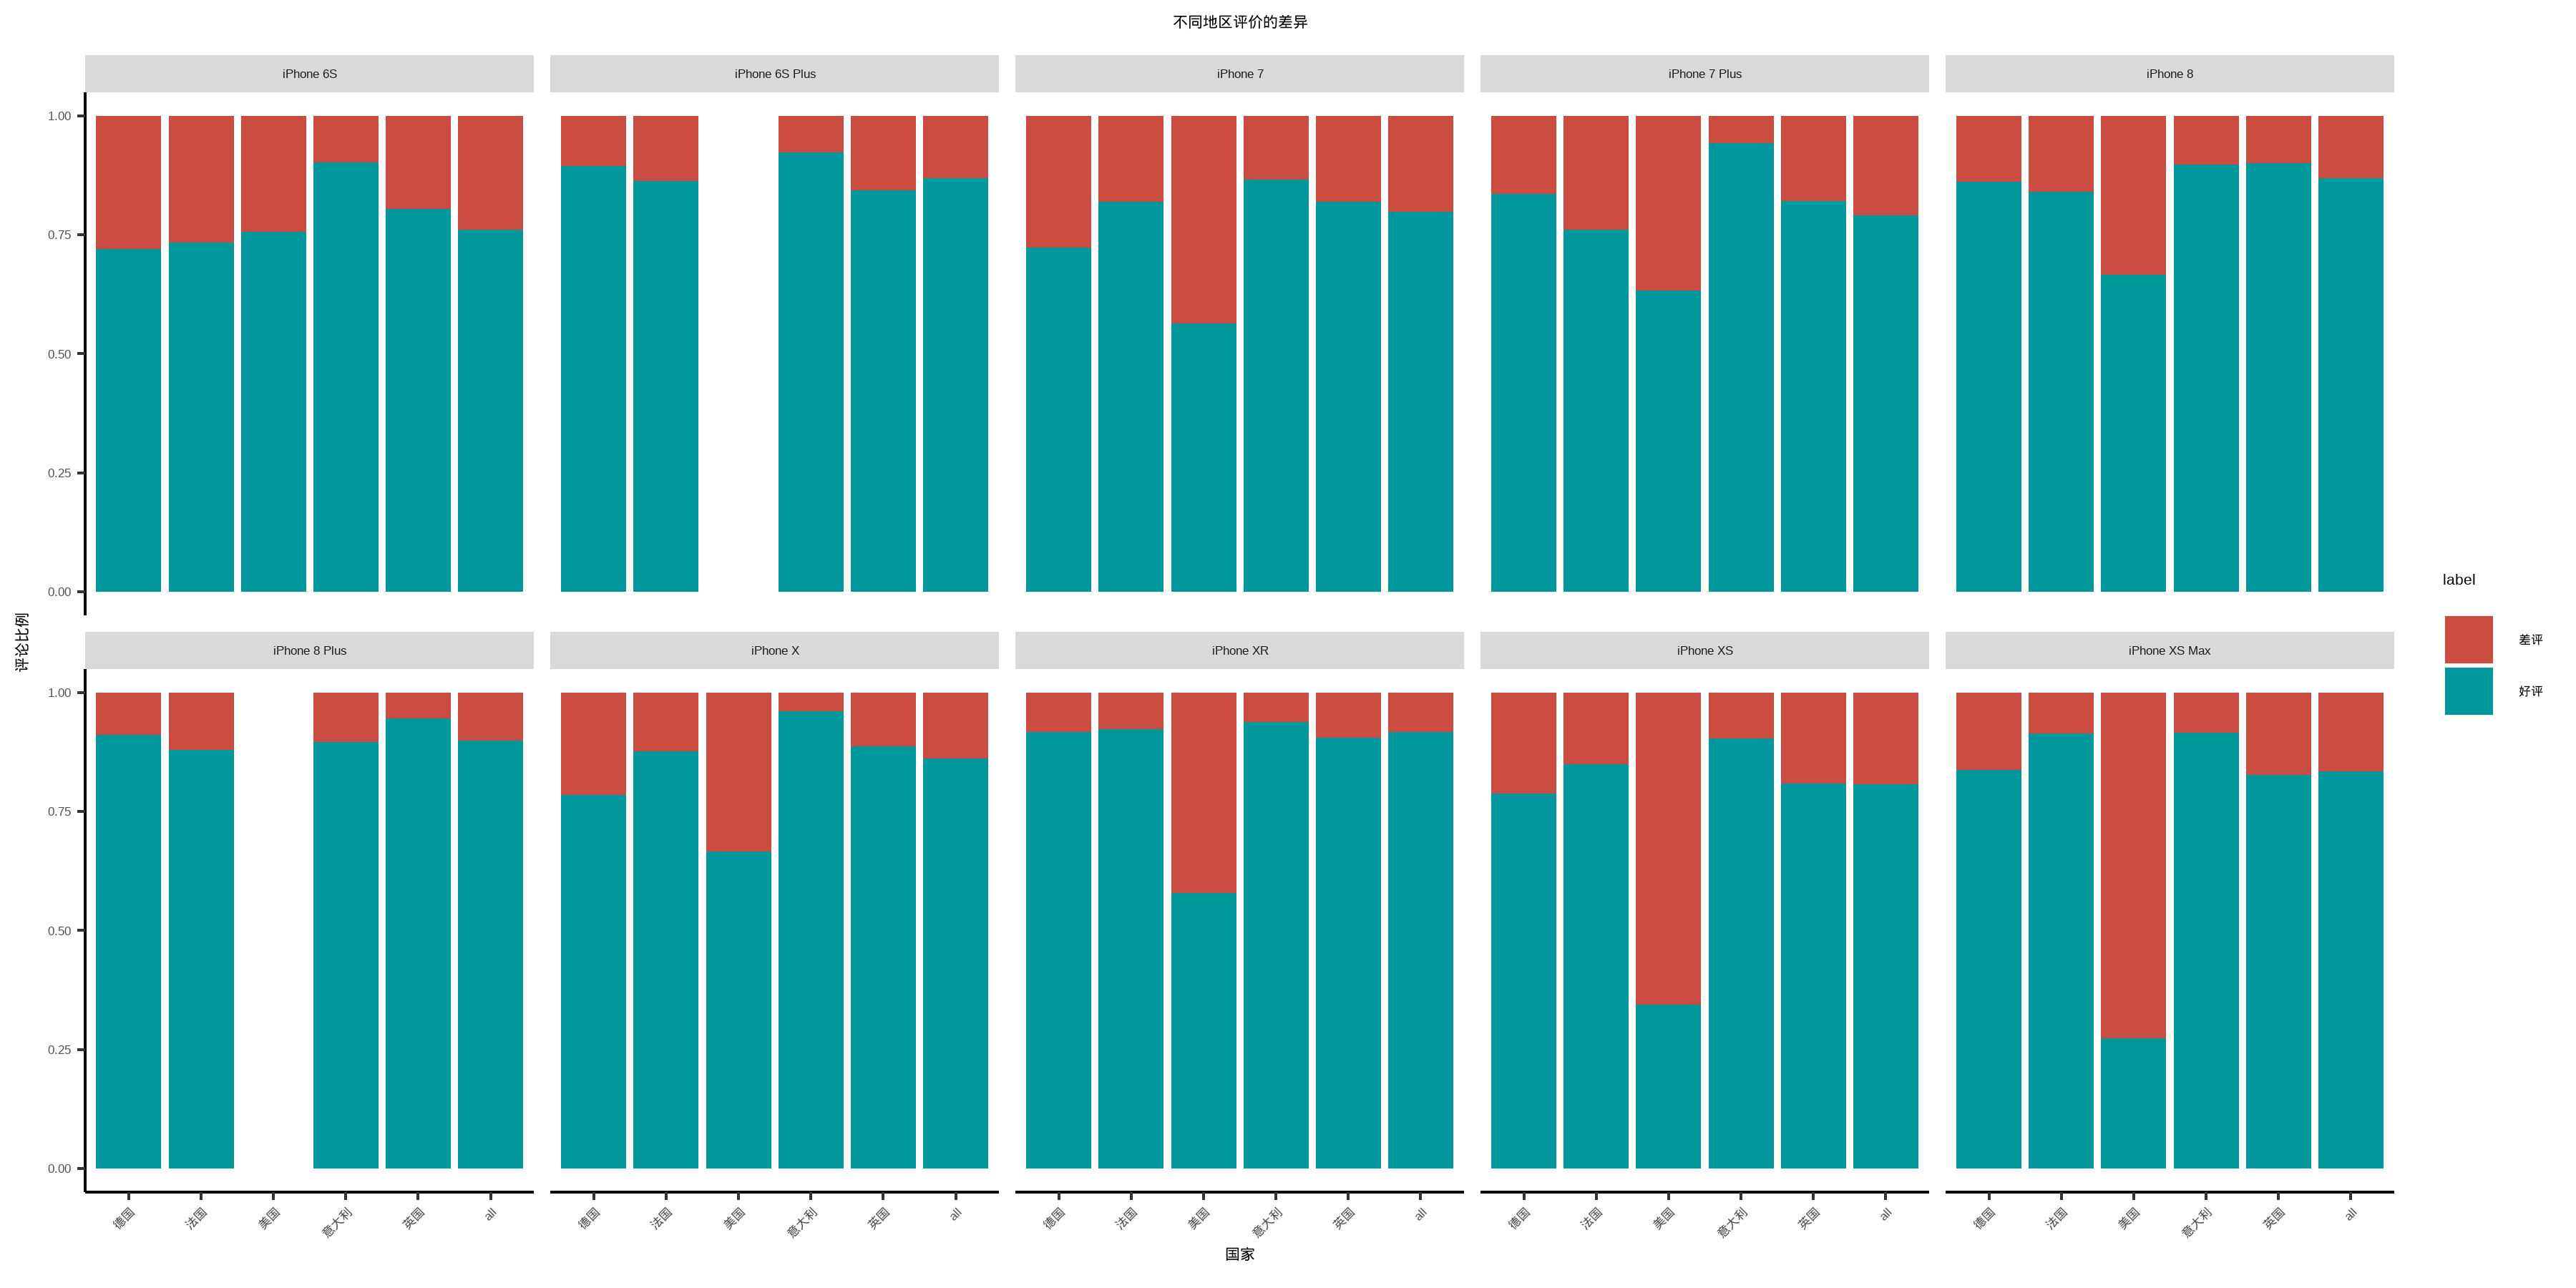 不同地区评价的差异
iPhone 6S
iPhone 6S Plus
iPhone 7
iPhone 7 Plus
iPhone 8
1.00
0.75
0.50
0.25
0.00
评论比例
label
差评
好评
iPhone 8 Plus
iPhone X
iPhone XR
iPhone XS
iPhone XS Max
1.00
0.75
0.50
0.25
0.00
德国
法国
美国
意大利
英国
all
德国
法国
美国
意大利
英国
all
德国
法国
美国
意大利
英国
all
德国
法国
美国
意大利
英国
all
德国
法国
美国
意大利
英国
all
国家